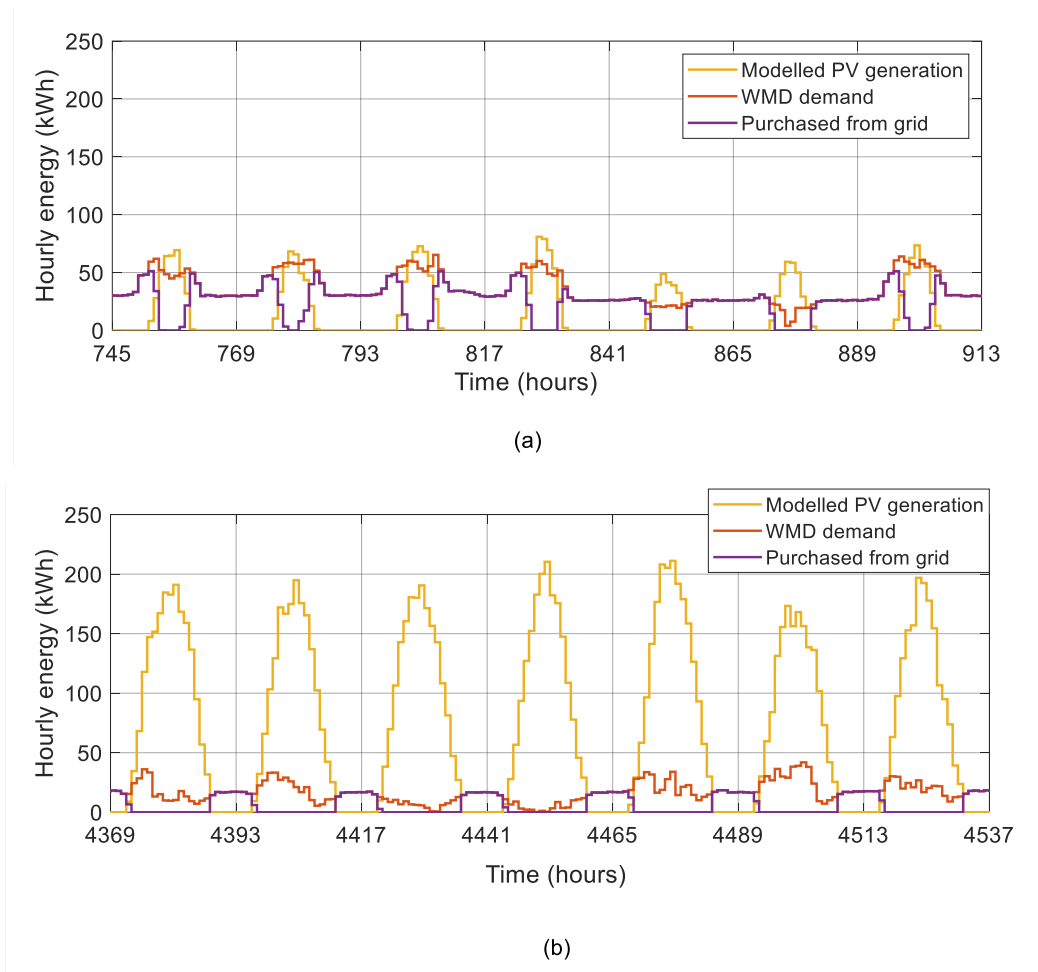 250
200
150
100
50
0
Hourly energy (kWh)
Modelled PV generation
WMD demand
Purchased from grid
745 769 793 817 841 865 889 913
Time (hours)
(a)
250
200
150
100
50
0
Hourly energy (kWh)
Modelled PV generation
WMD demand
Purchased from grid
4369 4393 4417 4441 4465 4489 4513 4537
Time (hours)
(b)